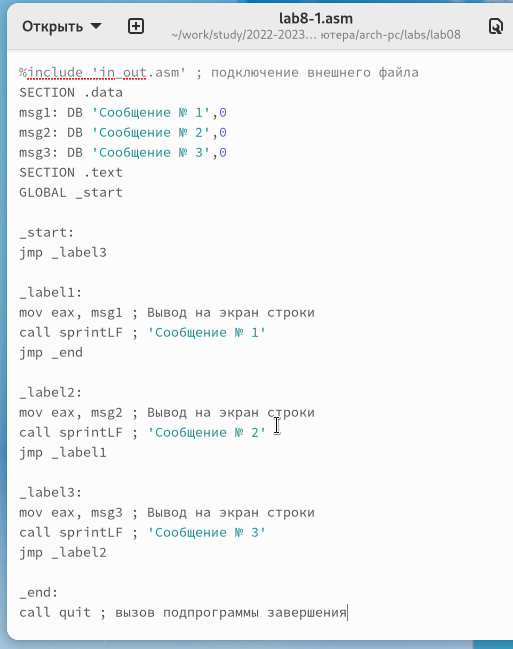 Открыть
lab8-1.asm
~/work/study/2022-2023… ютера/arch-pc/labs/lab08
%include 'in_out.asm' ; подключение внешнего файла
SECTION .data
msg1: DB 'Сообщение № 1',0
msg2: DB 'Сообщение № 2',0
msg3: DB 'Сообщение № 3',0
SECTION .text
GLOBAL _start
_start:
jmp _label3
_label1:
mov eax, msg1 ; Вывод на экран строки
call sprintLF ; 'Сообщение № 1'
jmp _end
_label2:
mov eax, msg2 ; Вывод на экран строки
call sprintLF ; 'Сообщение № 2'
jmp _label1
_label3:
mov eax, msg3 ; Вывод на экран строки
call sprintLF ; 'Сообщение № 3'
jmp _label2
_end:
call quit ; вызов подпрограммы завершения